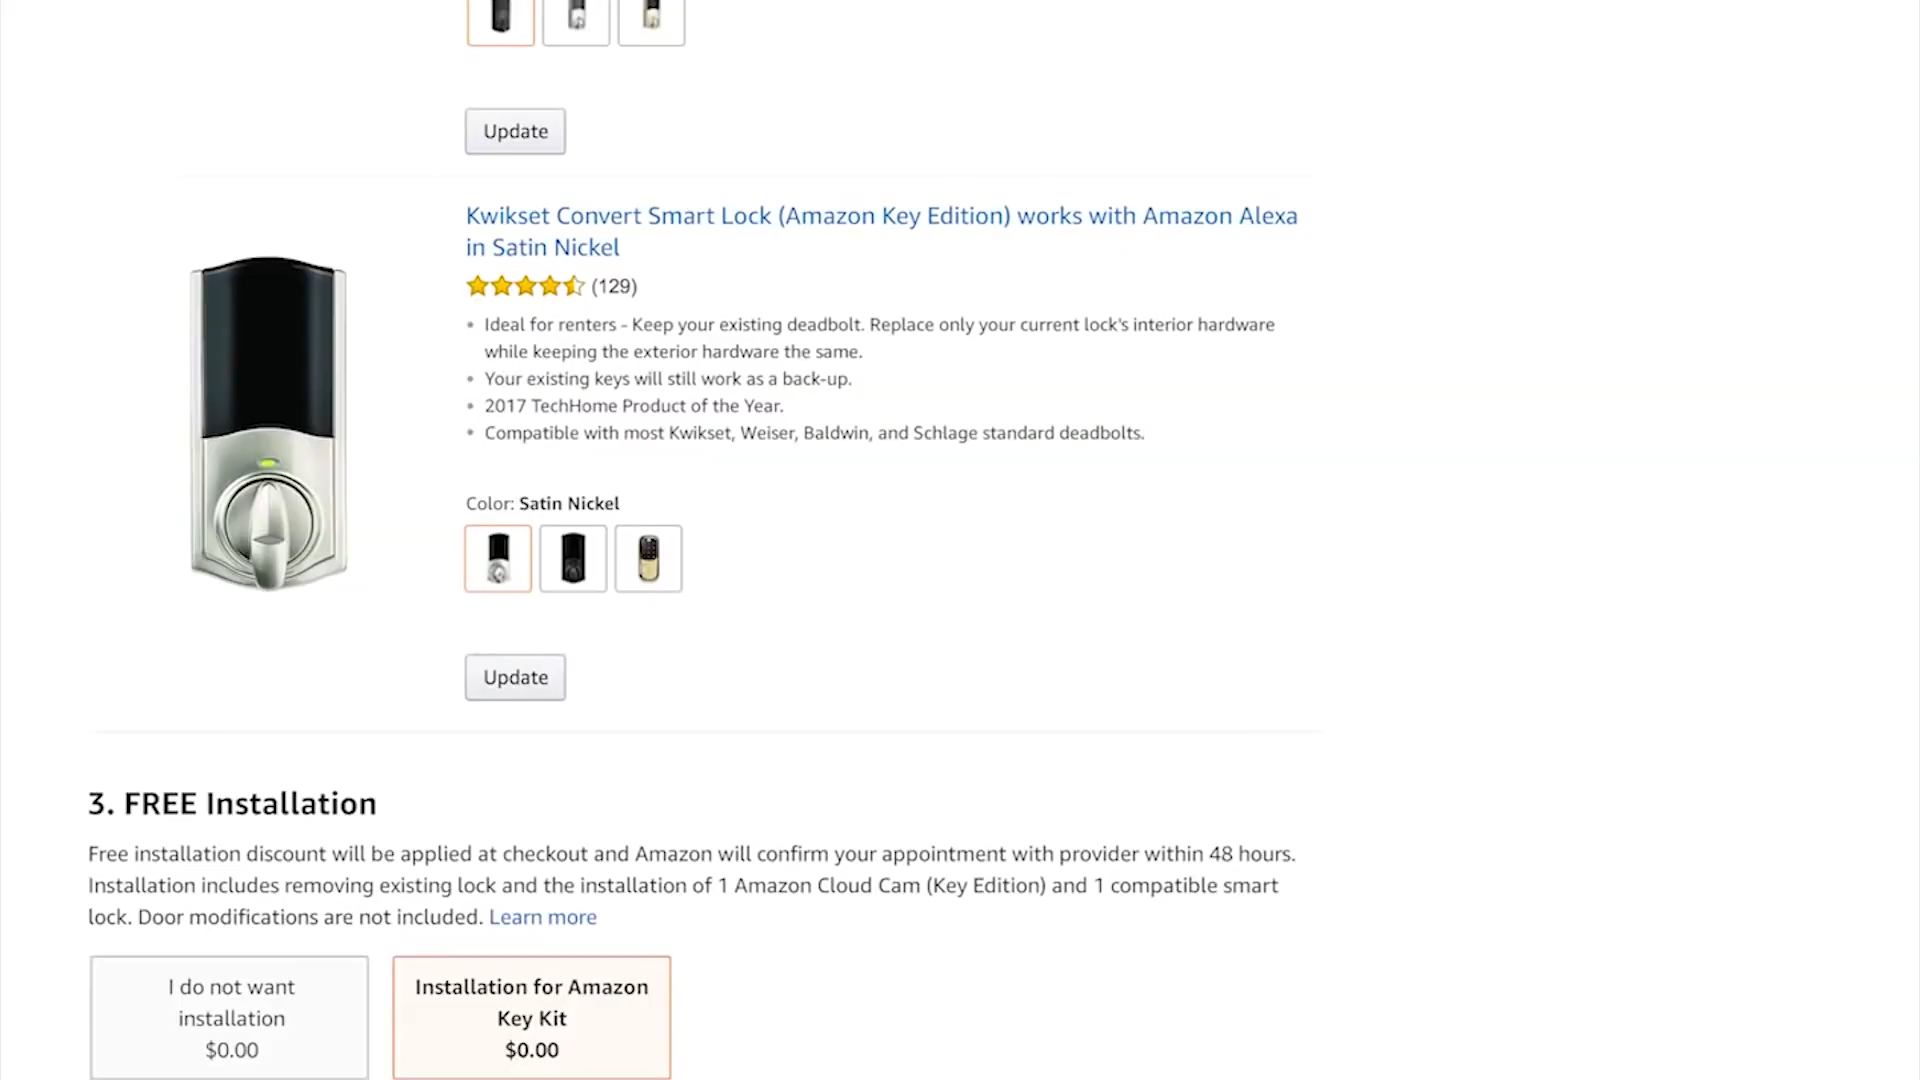 Update
Kwikset Convert Smart Lock (Amazon Key Edition) works with Amazon Alexa
in Satin Nickel
(129)
• Ideal for renters - Keep your existing deadbolt. Replace only your current lock's interior hardware
while keeping the exterior hardware the same.
• Your existing keys will still work as a back-up.
• 2017 TechHome Product of the Year.
• Compatible with most Kwikset, Weiser, Baldwin, and Schlage standard deadbolts.
Color: Satin Nickel
Update
3. FREE Installation
Free installation discount will be applied at checkout and Amazon will confirm your appointment with provider within 48 hours.
Installation includes removing existing lock and the installation of 1 Amazon Cloud Cam (Key Edition) and 1 compatible smart
lock. Door modifications are not included. Learn more
I do not want
installation
$0.00
Installation for Amazon
Key Kit
$0.00